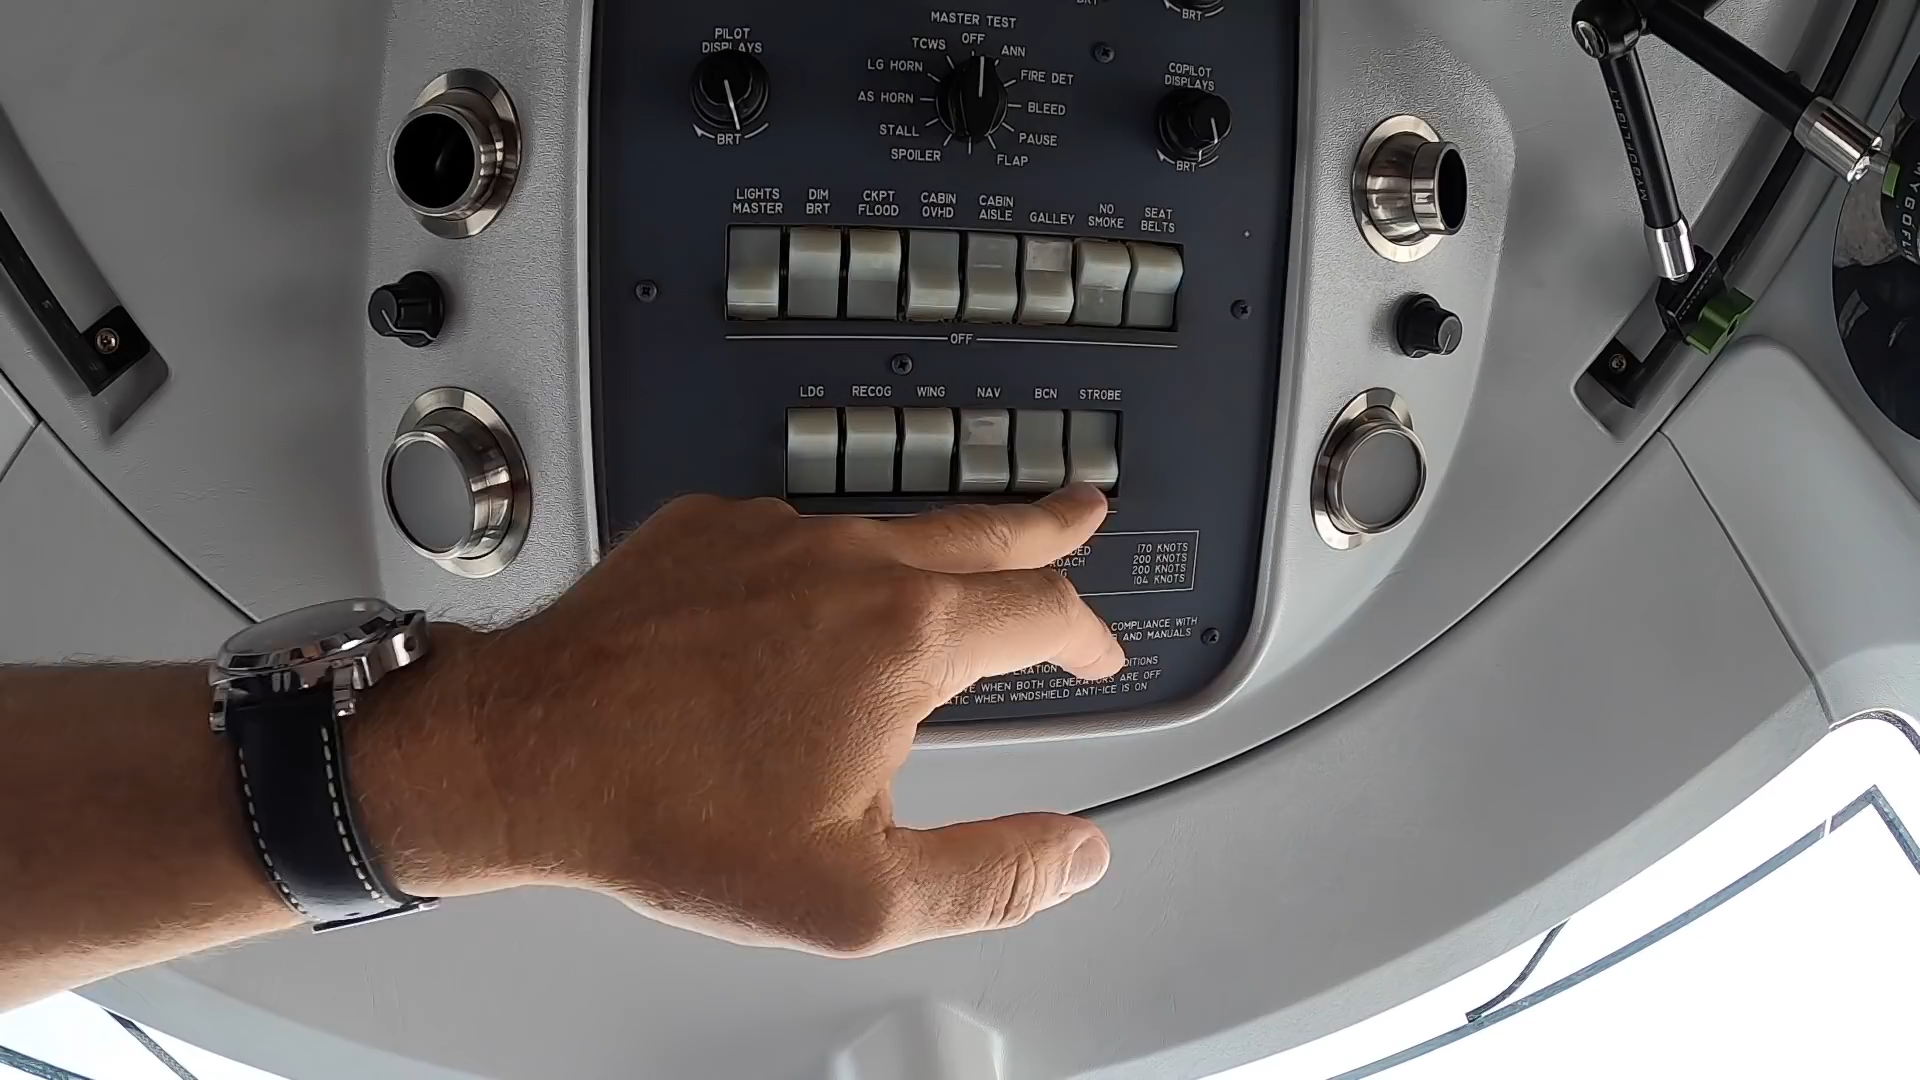 BRT
BRT
MASTER TEST
OFF
TCWS
ANN
LG HORN
FIRE DET
AS HORN
BLEED
STALL
PAUSE
SPOILER
FLAP
PILOT
DISPLAYS
BRT
COPILOT
DISPLAYS
BRT
LIGHTS
MASTER
DIM
BRT
CKPT
FLOOD
CABIN
OVHD
CABIN
AISLE
GALLEY
NO
SMOKE
SEAT
BELTS
OFF
LDG RECOG WING NAV BCN STROBE
170 KNOTS
200 KNOTS
200 KNOTS
104 KNOTS
COMPLIANCE WITH
AND MANUALS
WHEN BOTH GENERATORS ARE OFF
WHEN WINDSHIELD ANTI-ICE IS ON
MYGOFLIGHT